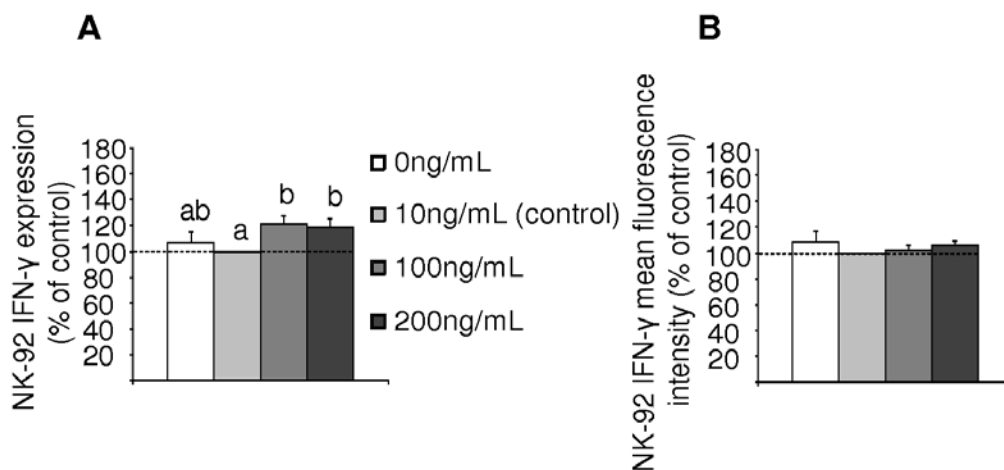 A
NK-92 IFN-γ expression
(% of control)
180
160
140
120
100
80
60
40
20
ab
a
b
b
0ng/mL
10ng/mL (control)
100ng/mL
200ng/mL
B
NK-92 IFN-γ mean fluorescence
intensity (% of control)
180
160
140
120
100
80
60
40
20